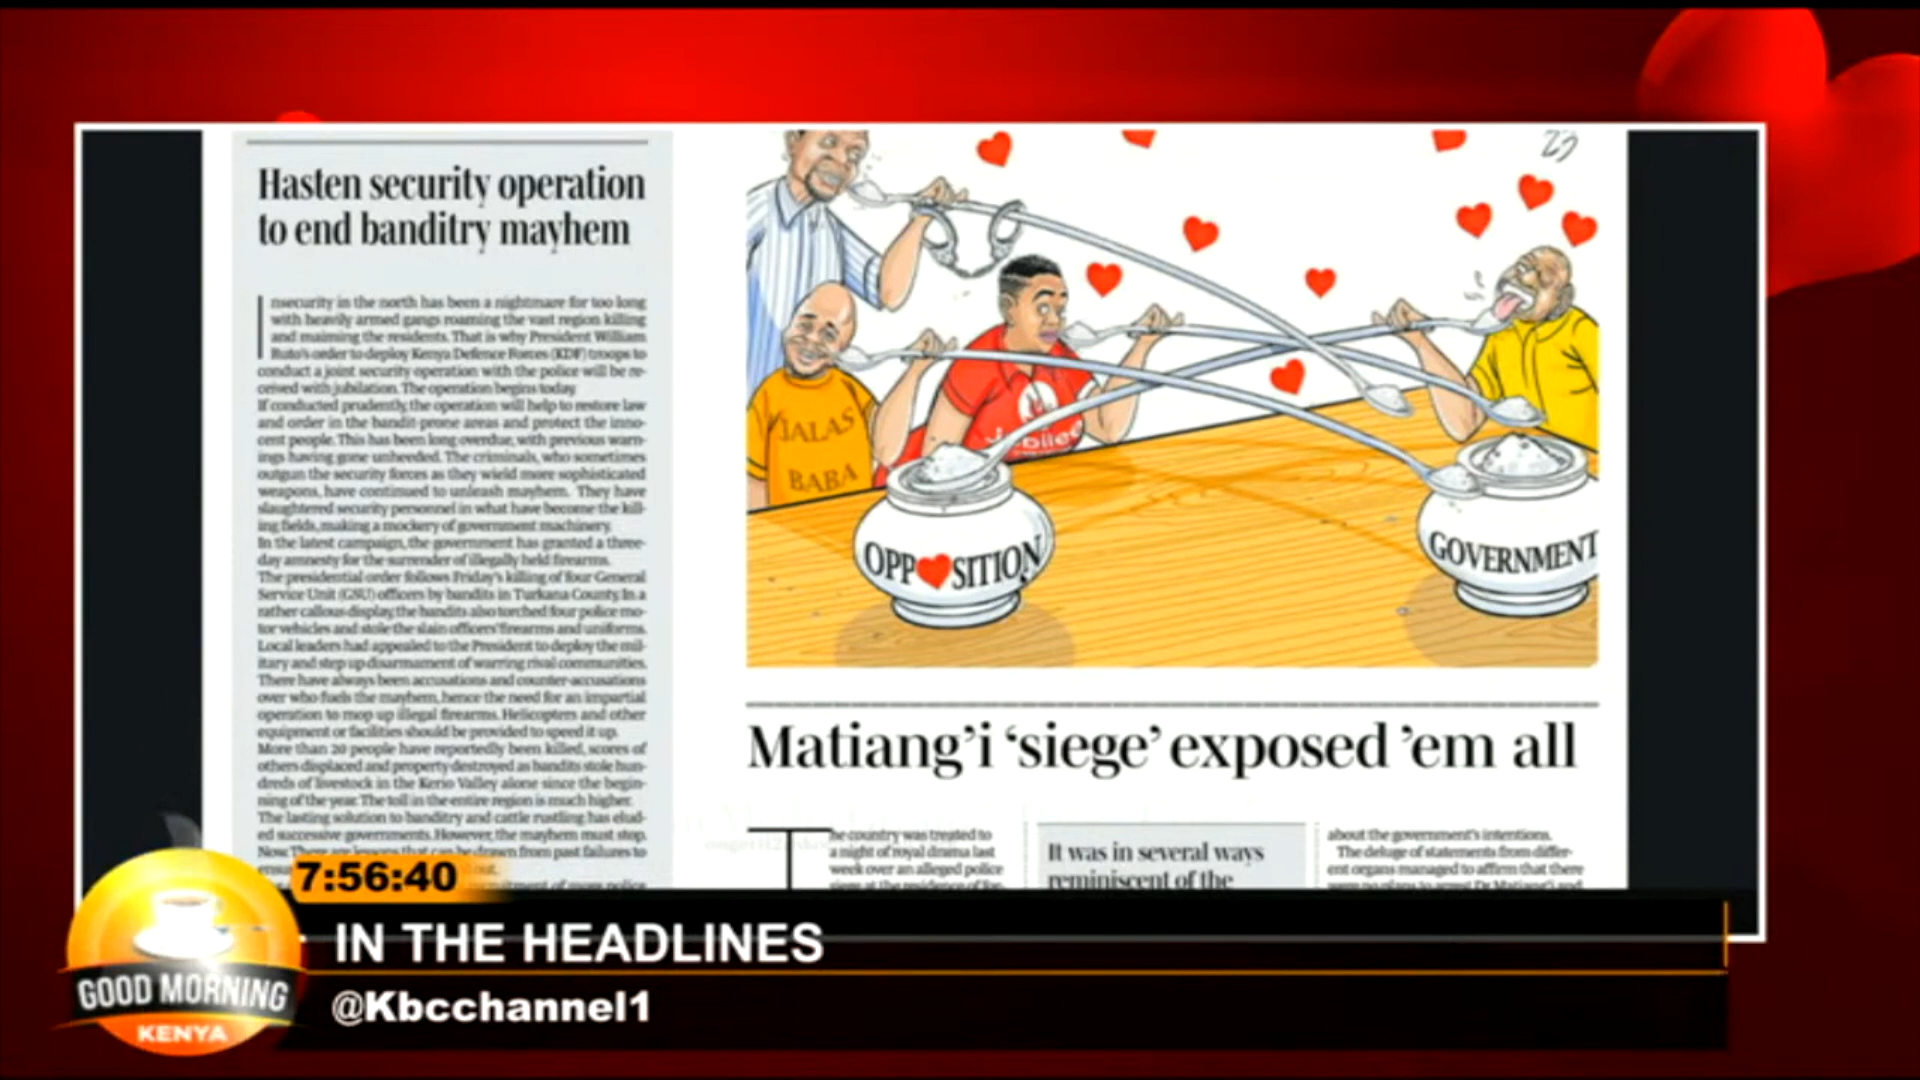 Hasten security operation
to end banditry mayhem
Insecurity in the north has been a nightmare for too long
with heavily armed gangs roaming the vast region killing
and maiming the residents. That is why President William
Ruto's order to deploy Kenya Defence Forces (KDF) troops to
conduct a joint security operation with the police will be re-
ceived with jubilation. The operation begins today.
If conducted prudently, the operation will help to restore law
and order in the bandit-prone areas and protect the inno-
cent people. This has been long overdue, with previous warn-
ings having gone unheeded. The criminals, who sometimes
outgun the security forces as they wield more sophisticated
weapons, have continued to unleash mayhem. They have
slaughtered security personnel in what have become the kill-
ing fields, making a mockery of government machinery.
In the latest campaign, the government has granted a three-
day amnesty for the surrender of illegally held firearms.
The presidential order follows Friday's killing of four General
Service Unit (GSU) officers by bandits in Turkana County. In a
rather callous display, the bandits also torched four police mo-
tor vehicles and stole the slain officers' firearms and uniforms.
Local leaders had appealed to the President to deploy the mil-
itary and step up disarmament of warring rival communities.
There have always been accusations and counter-accusations
over who fuels the mayhem, hence the need for an impartial
operation to mop up illegal firearms. Helicopters and other
equipment or facilities should be provided to speed it up.
More than 20 people have reportedly been killed, scores of
others displaced and property destroyed as bandits stole hun-
dreds of livestock in the Kerio Valley alone since the begin-
ning of the year. The toll in the entire region is much higher.
The lasting solution to banditry and cattle rustling has elud-
ed successive governments. However, the mayhem must stop.
Now. There are lessons that can be drawn from past failures to
JALAS
BABA
Jubilee
OPP SITION
GOVERNMENT
Matiang'i 'siege' exposed 'em all
The country was treated to
a night of royal drama last
week over an alleged police
It was in several ways
reminiscent of the
about the government's intentions.
The deluge of statements from differ-
ent organs managed to affirm that there
7:56:40
IN THE HEADLINES
@Kbcchannel1
GOOD MORNING
KENYA